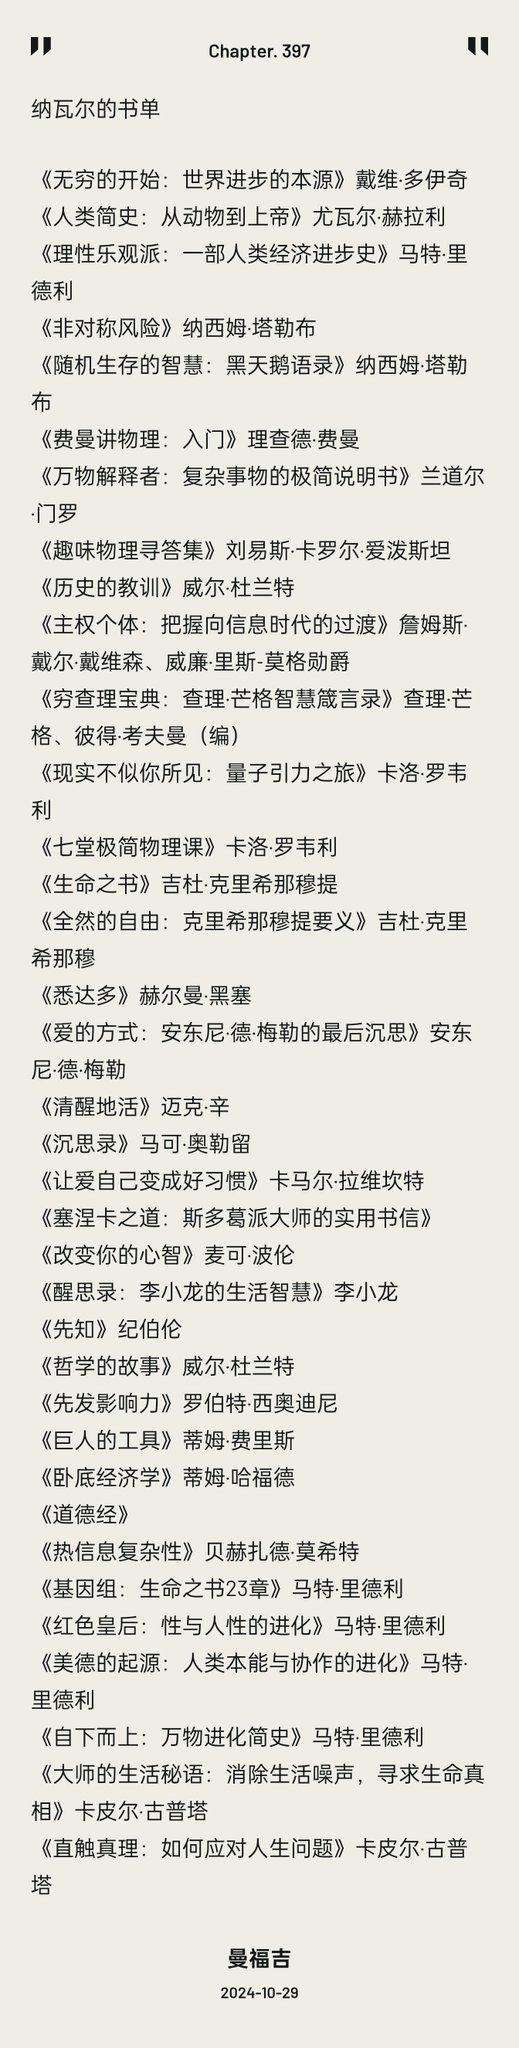 Chapter. 397
纳瓦尔的书单
《无穷的开始：世界进步的本源》戴维·多伊奇
《人类简史：从动物到上帝》尤瓦尔·赫拉利
《理性乐观派：一部人类经济进步史》马特·里
德利
《非对称风险》纳西姆·塔勒布
《随机生存的智慧：黑天鹅语录》纳西姆·塔勒
布
《费曼讲物理：入门》理查德·费曼
《万物解释者：复杂事物的极简说明书》兰道尔
·门罗
《趣味物理寻答集》刘易斯·卡罗尔·爱泼斯坦
《历史的教训》威尔·杜兰特
《主权个体：把握向信息时代的过渡》詹姆斯·
戴尔·戴维森、威廉·里斯-莫格勋爵
《穷查理宝典：查理·芒格智慧箴言录》查理·芒
格、彼得·考夫曼（编）
《现实不似你所见：量子引力之旅》卡洛·罗韦
利
《七堂极简物理课》卡洛·罗韦利
《生命之书》吉杜·克里希那穆提
《全然的自由：克里希那穆提要义》吉杜·克里
希那穆
《悉达多》赫尔曼·黑塞
《爱的方式：安东尼·德·梅勒的最后沉思》安东
尼·德·梅勒
《清醒地活》迈克·辛
《沉思录》马可·奥勒留
《让爱自己变成好习惯》卡马尔·拉维坎特
《塞涅卡之道：斯多葛派大师的实用书信》
《改变你的心智》麦可·波伦
《醒思录：李小龙的生活智慧》李小龙
《先知》纪伯伦
《哲学的故事》威尔·杜兰特
《先发影响力》罗伯特·西奥迪尼
《巨人的工具》蒂姆·费里斯
《卧底经济学》蒂姆·哈福德
《道德经》
《热信息复杂性》贝赫扎德·莫希特
《基因组：生命之书23章》马特·里德利
《红色皇后：性与人性的进化》马特·里德利
《美德的起源：人类本能与协作的进化》马特·
里德利
《自下而上：万物进化简史》马特·里德利
《大师的生活秘语：消除生活噪声，寻求生命真
相》卡皮尔·古普塔
《直触真理：如何应对人生问题》卡皮尔·古普
塔
曼福吉
2024-10-29